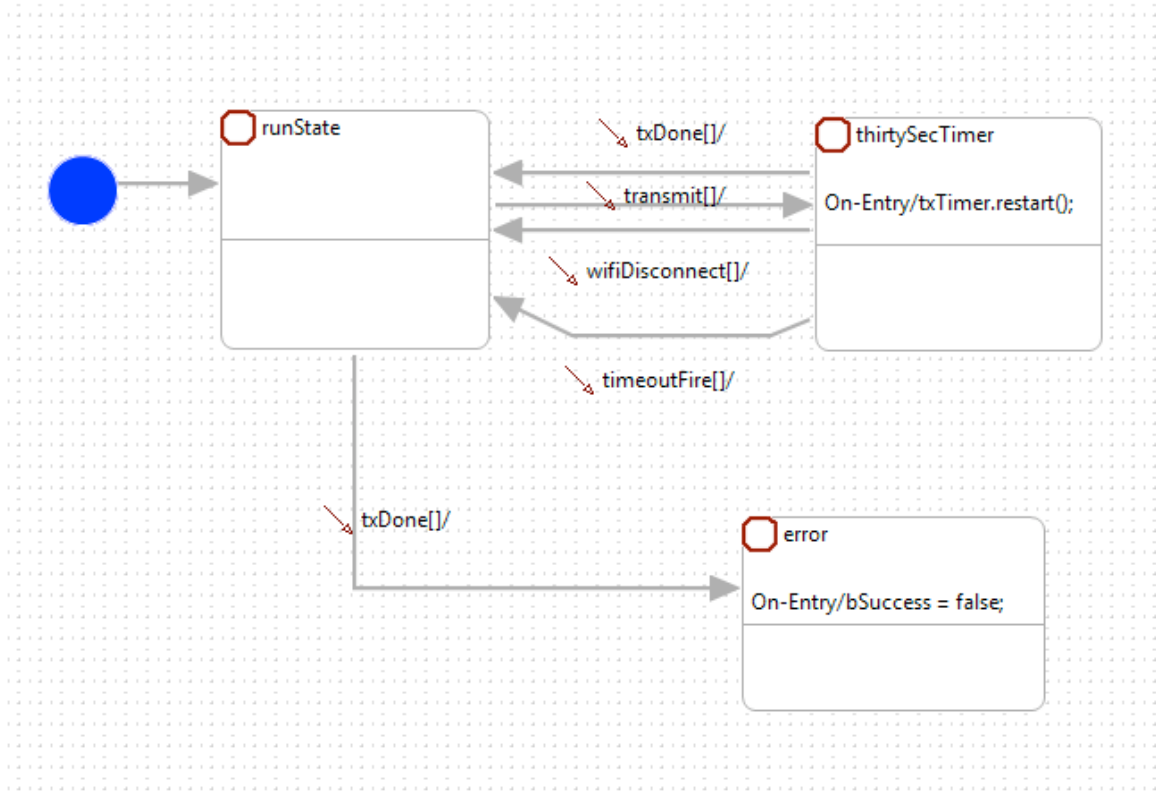 runState
txDone[]/
thirtySecTimer
transmit[]/
On-Entry/txTimer.restart();
wifiDisconnect[]/
timeoutFire[]/
txDone[]/
error
On-Entry/bSuccess = false;